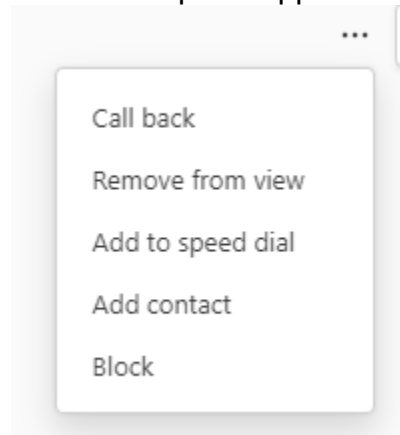 ...
Call back
Remove from view
Add to speed dial
Add contact
Block